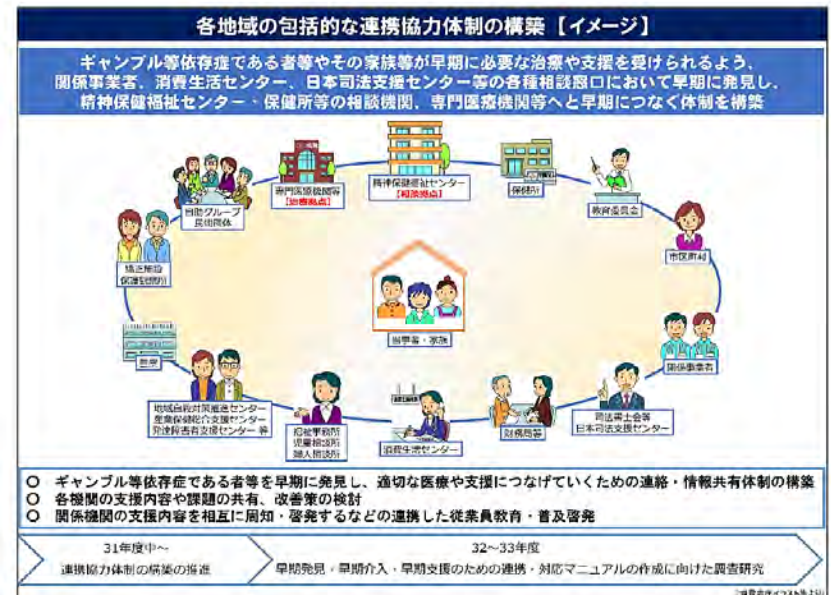 各地域の包括的な連携協力体制の構築【イメージ】
ギャンブル等依存症である者等やその家族等が早期に必要な治療や支援を受けられるよう、
関係事業者、消費生活センター、日本司法支援センター等の各種相談窓口において早期に発見し、
精神保健福祉センター・保健所等の相談機関、専門医療機関等へと早期につなぐ体制を構築
自助グループ
民間団体
専門医療機関等
【治療拠点】
精神保健福祉センター
【相談拠点】
保健所
教育委員会
市区町村
矯正施設
保護観察所
当事者・家族
関係事業者
警察
地域自殺対策推進センター
産業保健総合支援センター
発達障害者支援センター 等
福祉事務所
児童相談所
婦人相談所
消費生活センター
財務局等
司法書士会等
日本司法支援センター
○ ギャンブル等依存症である者等を早期に発見し、適切な医療や支援につなげていくための連絡・情報共有体制の構築
○ 各機関の支援内容や課題の共有、改善策の検討
○ 関係機関の支援内容を相互に周知・啓発するなどの連携した従業員教育・普及啓発
31年度中~
連携協力体制の構築の推進
32~33年度
早期発見・早期介入・早期支援のための連携・対応マニュアルの作成に向けた調査研究